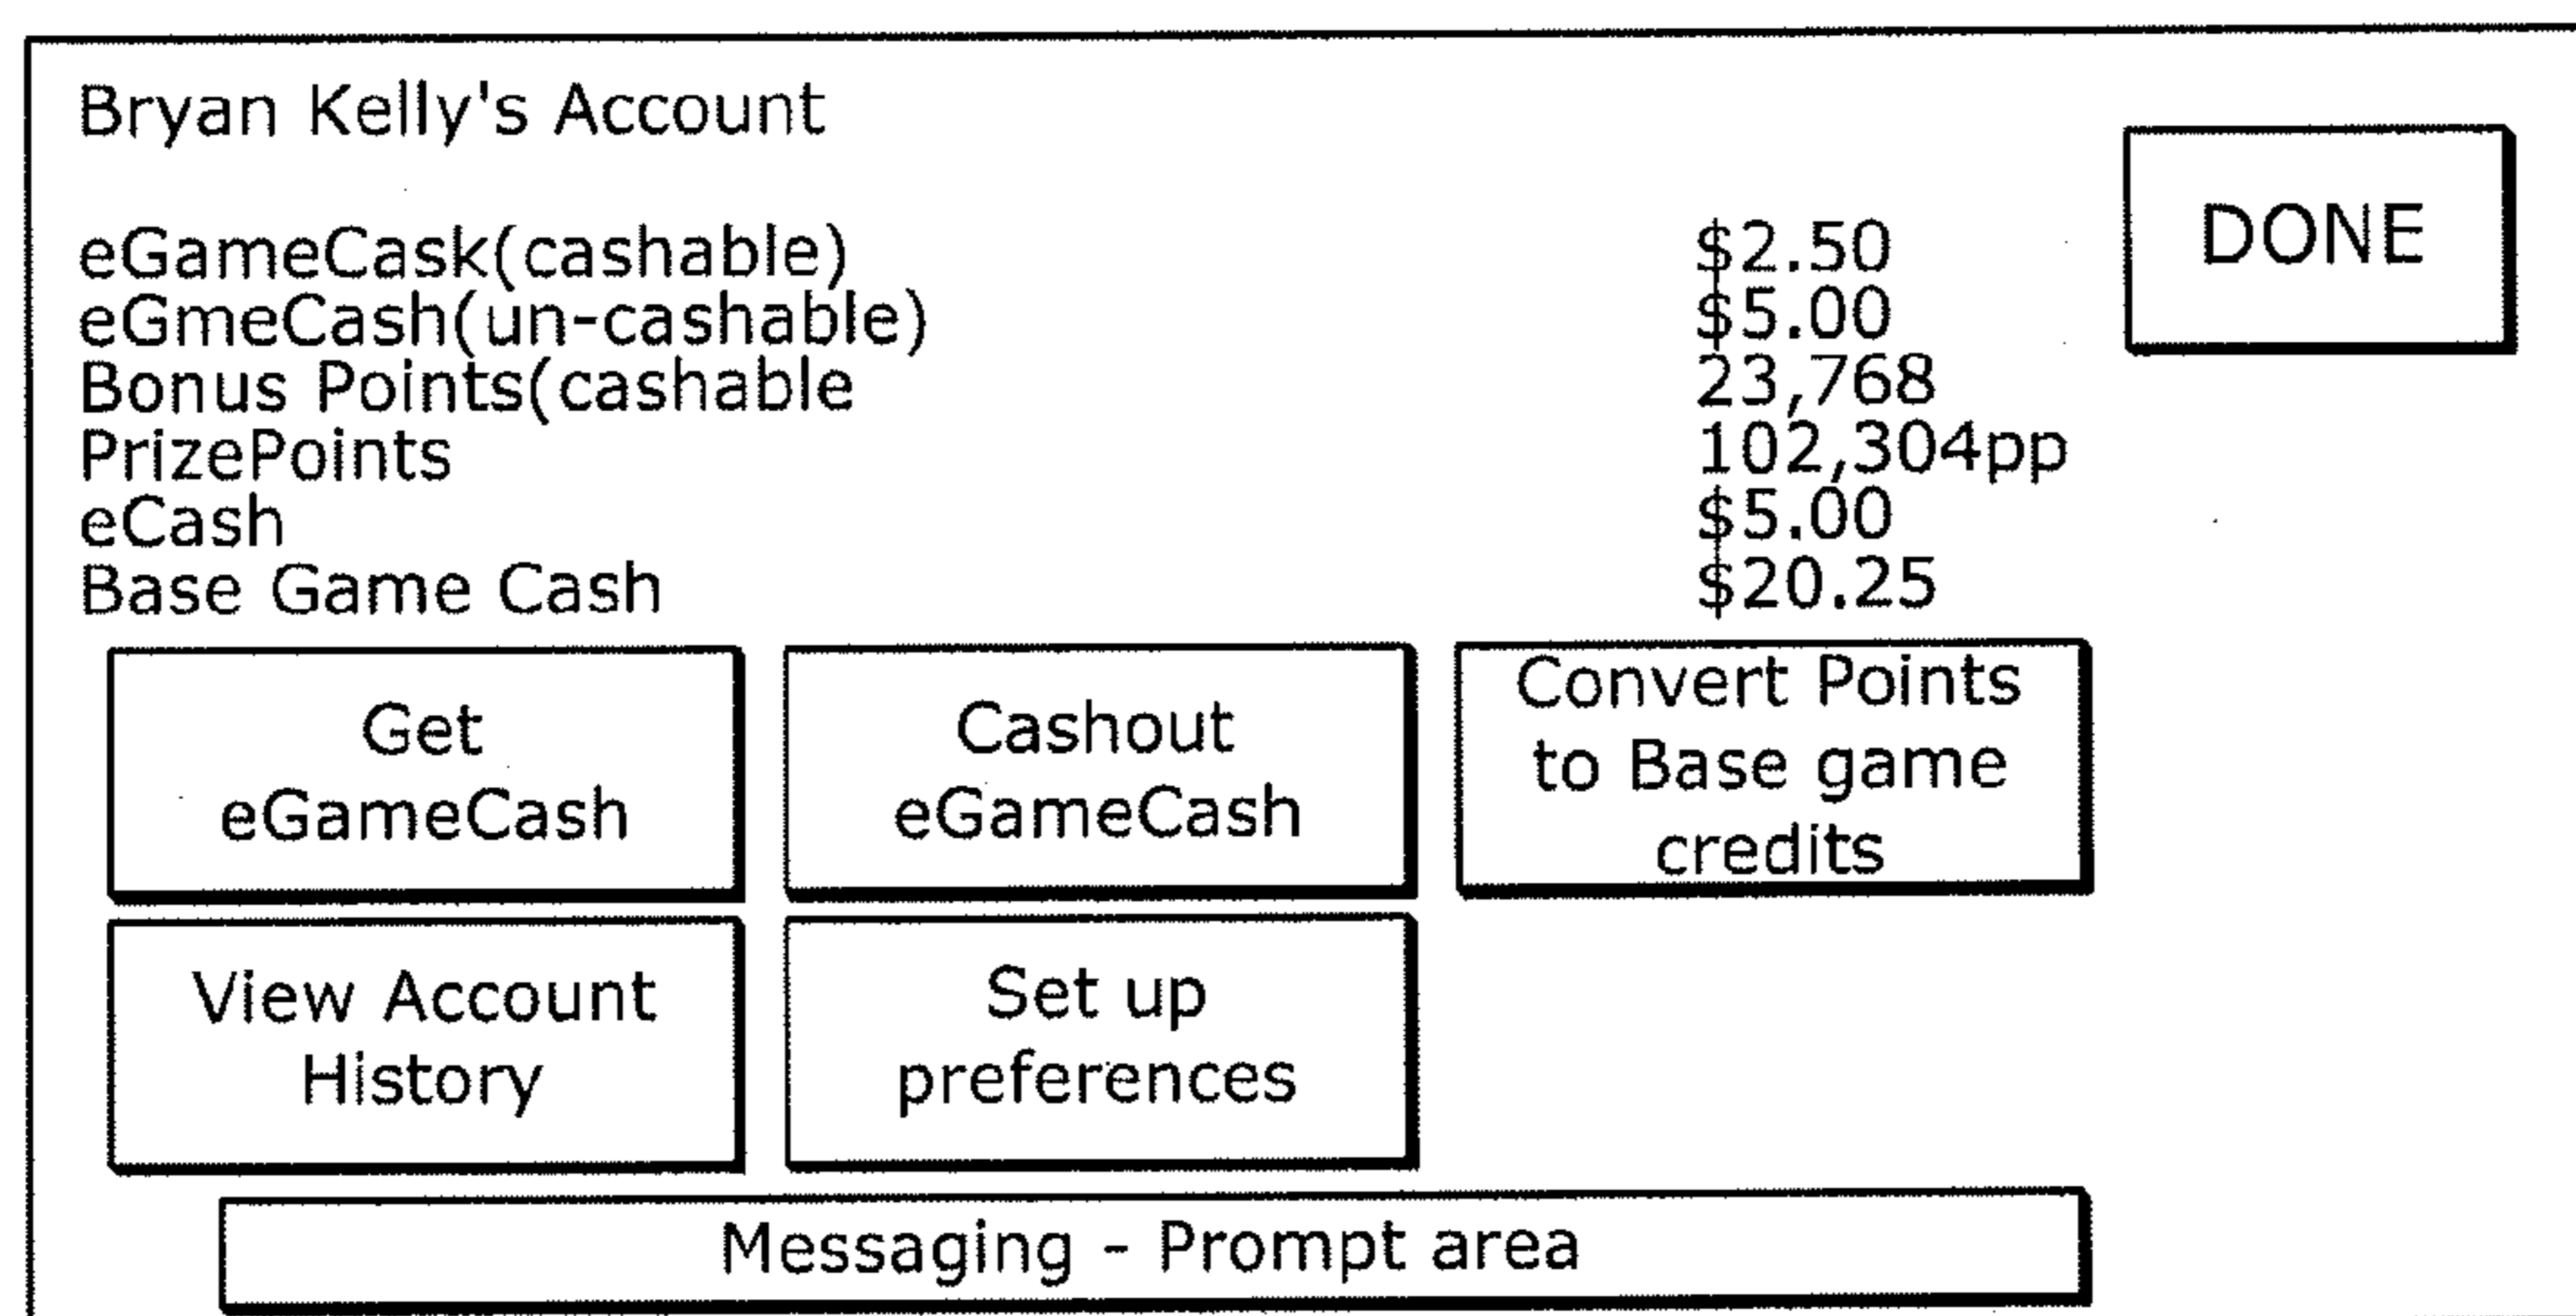 Bryan Kelly's Account
DONE
eGameCask(cashable) $2.50
eGmeCash(un-cashable) $5.00
Bonus Points(cashable 23,768
PrizePoints 102,304pp
eCash $5.00
Base Game Cash $20.25
Get
eGameCash
Cashout
eGameCash
Convert Points
to Base game
credits
View Account
History
Set up
preferences
Messaging - Prompt area